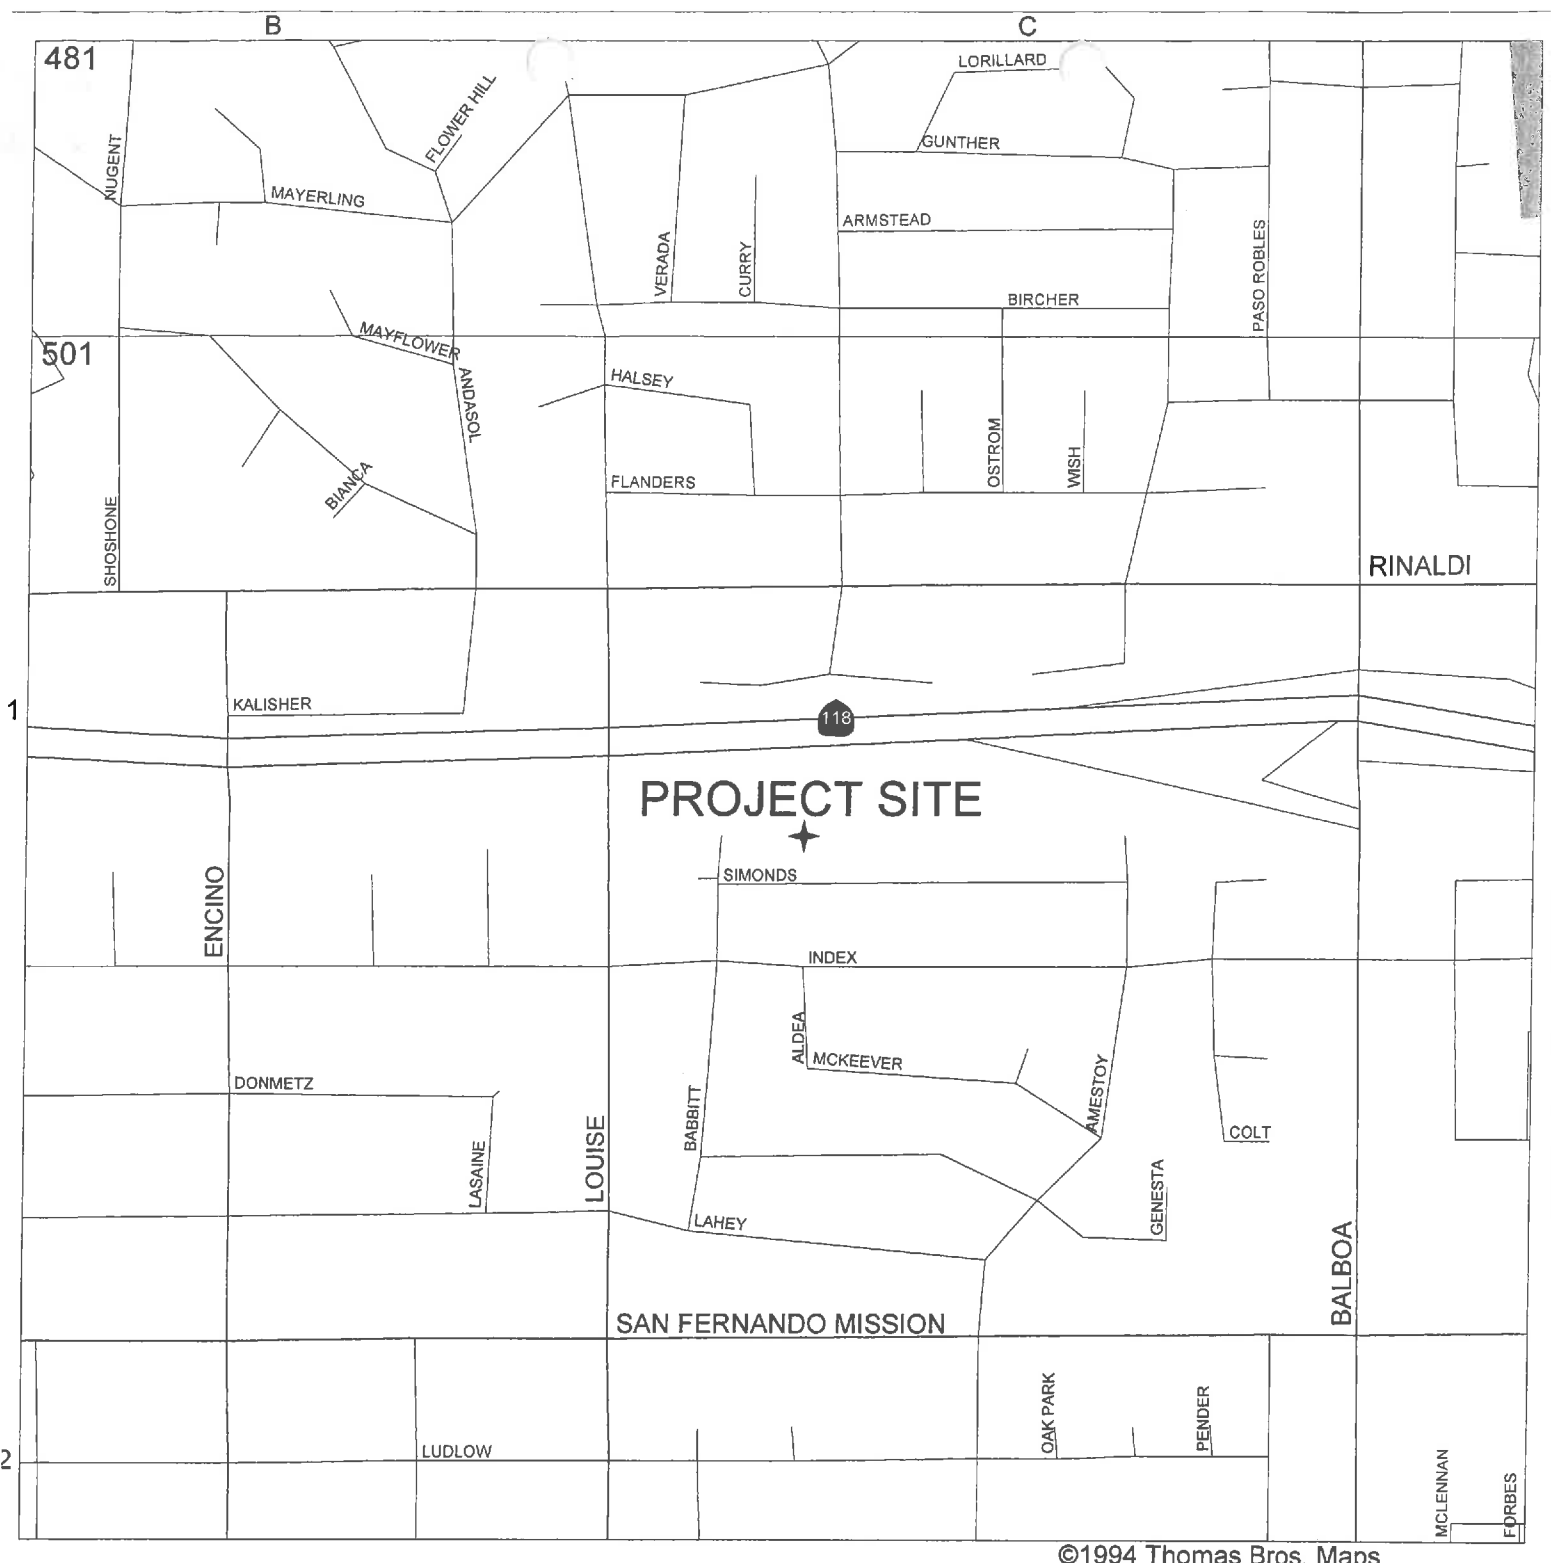 B
C
481
LORILLARD
FLOWER HILL
GUNTHER
NUGENT
MAYERLING
ARMSTEAD
VERADA
CURRY
PASO ROBLES
BIRCHER
MAYFLOWER
501
HALSEY
ANDASOL
OSTROM
WISH
BIANCA
FLANDERS
SHOSHONE
RINALDI
KALISHER
1
118
PROJECT SITE
SIMONDS
ENCINO
INDEX
ALDEA
MCKEEVER
AMESTOY
DONMETZ
BABBITT
COLT
LASAINE
LOUISE
GENESTA
LAHEY
BALBOA
SAN FERNANDO MISSION
OAK PARK
PENDER
LUDLOW
2
MCLENNAN
FORBES
©1994 Thomas Bros. Maps